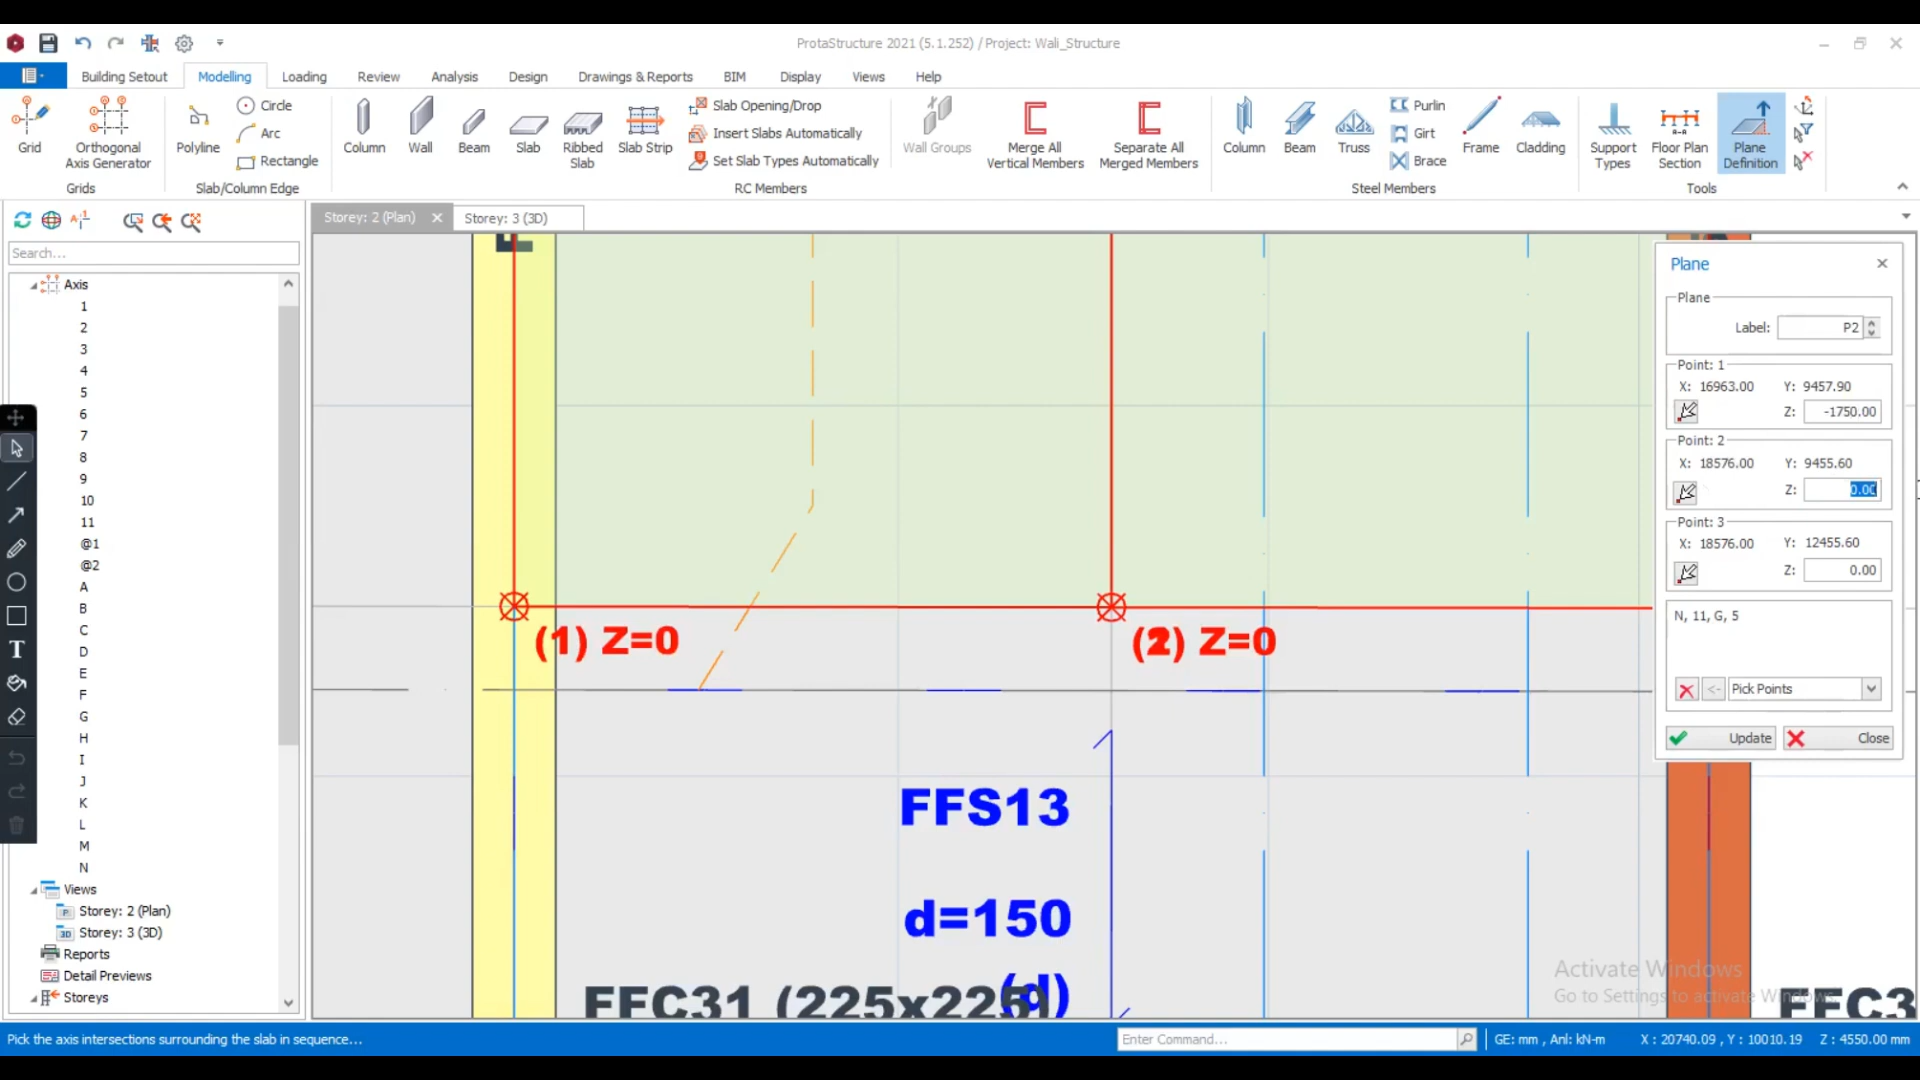 ProtaStructure 2021 (5.1.252) / Project: Wali_Structure
Building Setout
Modelling
Loading
Review
Analysis
Design
Drawings & Reports
BIM
Display
Views
Help
Grid
Orthogonal
Axis Generator
Grids
Polyline
Circle
Arc
Rectangle
Slab/Column Edge
Column
Wall
Beam
Slab
Ribbed
Slab
Slab Strip
Slab Opening/Drop
Insert Slabs Automatically
Set Slab Types Automatically
RC Members
Wall Groups
Merge All
Vertical Members
Separate All
Merged Members
Column
Beam
Truss
Purlin
Girt
Brace
Frame
Cladding
Steel Members
Support
Types
Floor Plan
Section
Plane
Definition
Tools
Storey: 2 (Plan)
Storey: 3 (3D)
Search...
Axis
1
2
3
4
5
6
7
8
9
10
11
@1
@2
A
B
C
D
E
F
G
H
I
J
K
L
M
N
Views
Storey: 2 (Plan)
Storey: 3 (3D)
Reports
Detail Previews
Storeys
(1) Z=0
(2) Z=0
FFS13
d=150
(d)
FFC31 (225x225)
FFC3
Plane
Plane
Label: P2
Point: 1
X: 16963.00 Y: 9457.90
Z: -1750.00
Point: 2
X: 18576.00 Y: 9455.60
Z: 0.00
Point: 3
X: 18576.00 Y: 12455.60
Z: 0.00
N, 11, G, 5
<- Pick Points
Update
Close
Activate Windows
Go to Settings to activate Windows.
Pick the axis intersections surrounding the slab in sequence...
Enter Command...
GE: mm , Anl: kN-m
X : 20740.09 , Y : 10010.19 Z : 4550.00 mm